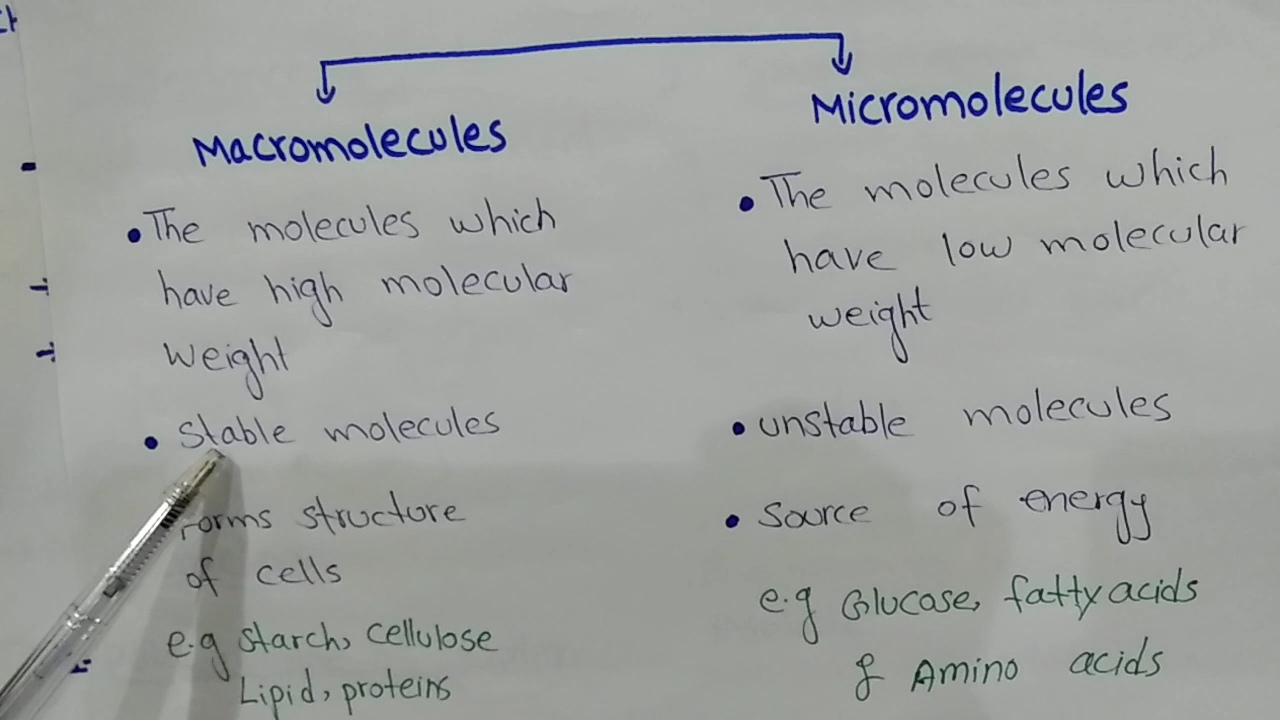 Macromolecules
• The molecules which
have high molecular
weight
• Stable molecules
forms structure
of cells
e.g starch, cellulose
Lipid, proteins
Micromolecules
• The molecules which
have low molecular
weight
• unstable molecules
• source of energy
e.g Glucose, fatty acids
& Amino acids